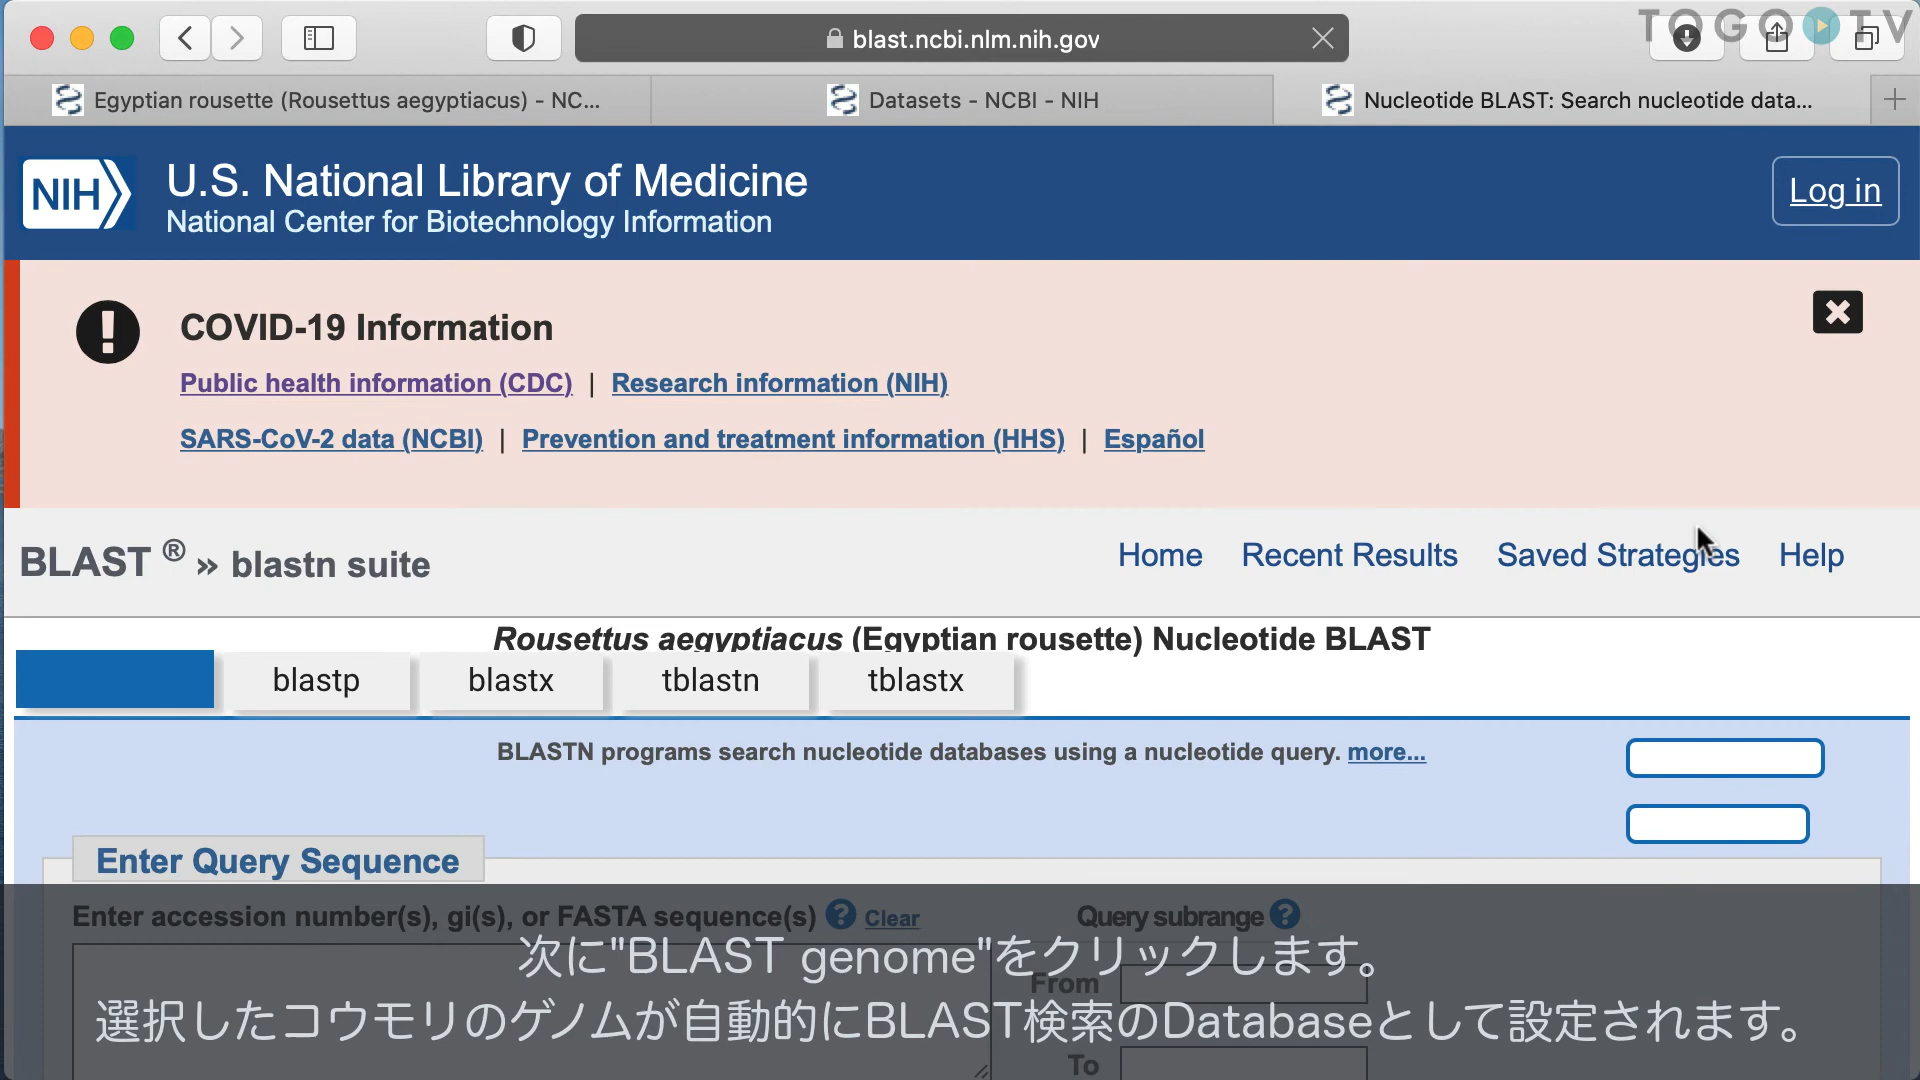 blast.ncbi.nlm.nih.gov
TOGO TV
Egyptian rousette (Rousettus aegyptiacus) - NC...
Datasets - NCBI - NIH
Nucleotide BLAST: Search nucleotide data...
NIH
U.S. National Library of Medicine
National Center for Biotechnology Information
Log in
COVID-19 Information
Public health information (CDC) | Research information (NIH)
SARS-CoV-2 data (NCBI) | Prevention and treatment information (HHS) | Español
BLAST ® » blastn suite
Home Recent Results Saved Strategies Help
Rousettus aegyptiacus (Egyptian rousette) Nucleotide BLAST
blastp blastx tblastn tblastx
BLASTN programs search nucleotide databases using a nucleotide query. more...
Enter Query Sequence
Enter accession number(s), gi(s), or FASTA sequence(s) ? Clear
Query subrange ?
From
To
次に"BLAST genome"をクリックします。
選択したコウモリのゲノムが自動的にBLAST検索のDatabaseとして設定されます。